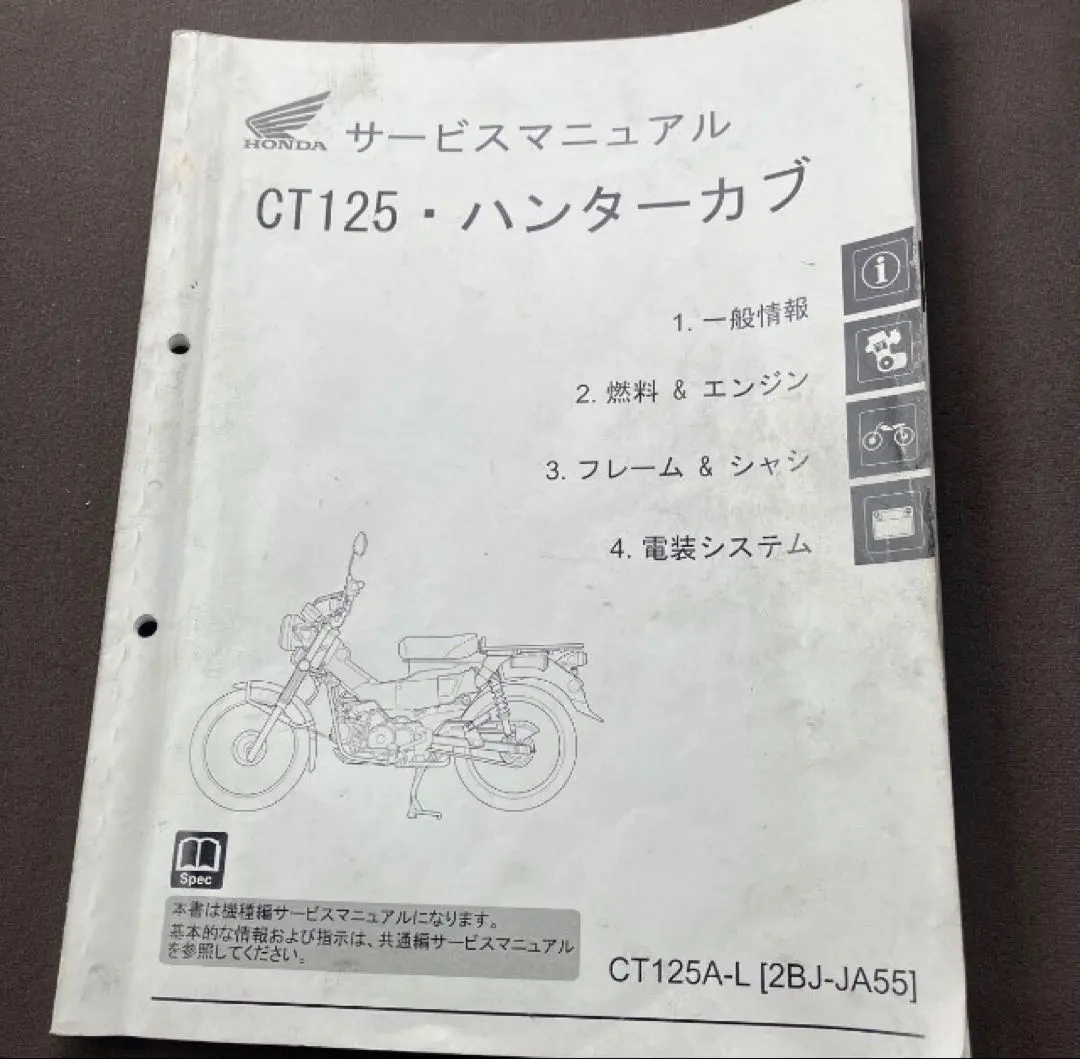 HONDA サービスマニュアル
CT125・ハンターカブ
1. 一般情報
2. 燃料 & エンジン
3. フレーム & シャシ
4. 電装システム
Spec
本書は機種編サービスマニュアルになります。
基本的な情報および指示は、共通編サービスマニュアル
を参照してください。
CT125A-L [2BJ-JA55]